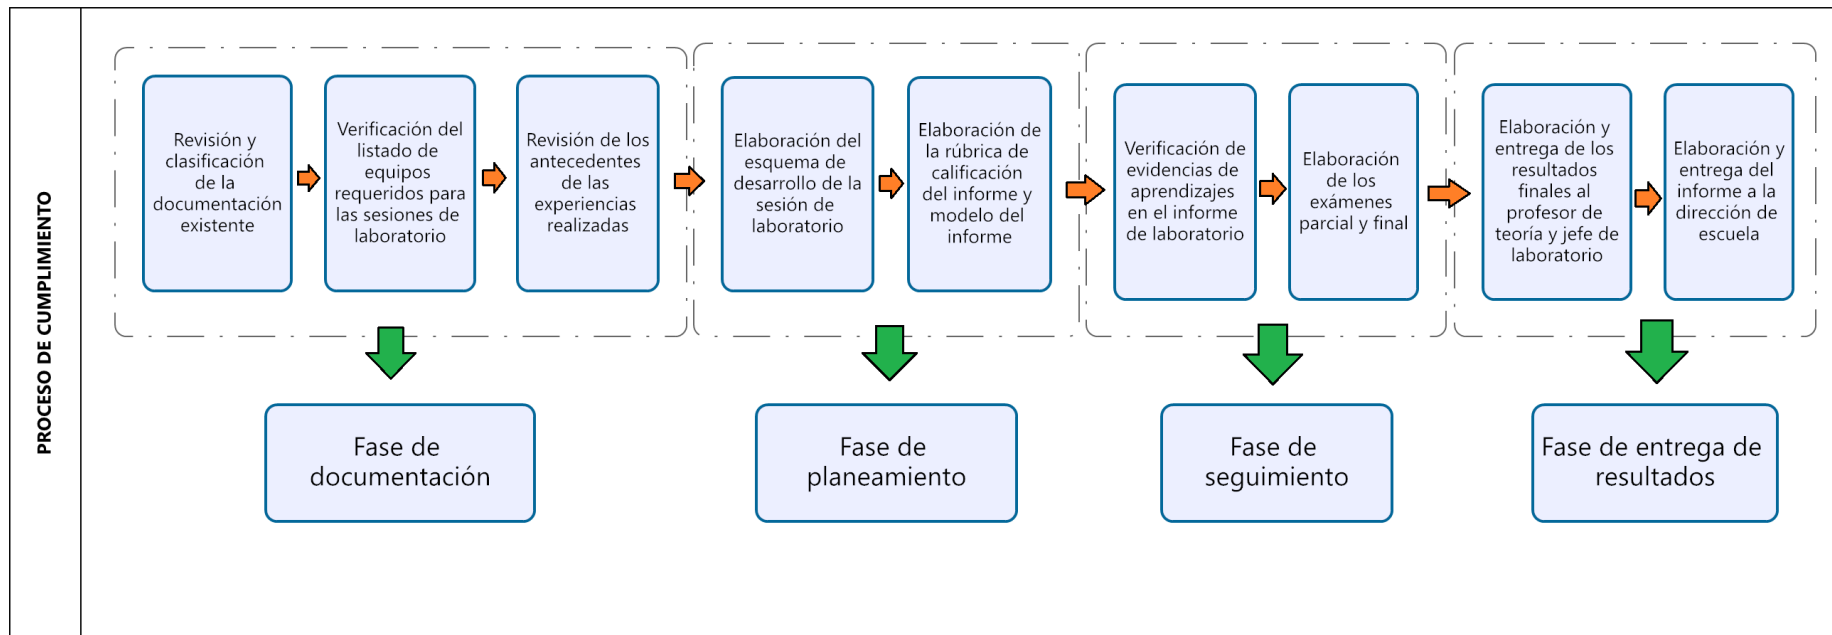 PROCESO DE CUMPLIMIENTO
Revisión y
clasificación
de la
documentación
existente
Verificación del
listado de
equipos
requeridos para
las sesiones de
laboratorio
Revisión de los
antecedentes
de las
experiencias
realizadas
Elaboración del
esquema de
desarrollo de la
sesión de
laboratorio
Elaboración de
la rúbrica de
calificación
del informe y
modelo del
informe
Verificación de
evidencias de
aprendizajes
en el informe
de laboratorio
Elaboración
de los
exámenes
parcial y final
Elaboración y
entrega de los
resultados
finales al
profesor de
teoría y jefe de
laboratorio
Elaboración y
entrega del
informe a la
dirección de
escuela
Fase de
documentación
Fase de
planeamiento
Fase de
seguimiento
Fase de entrega de
resultados